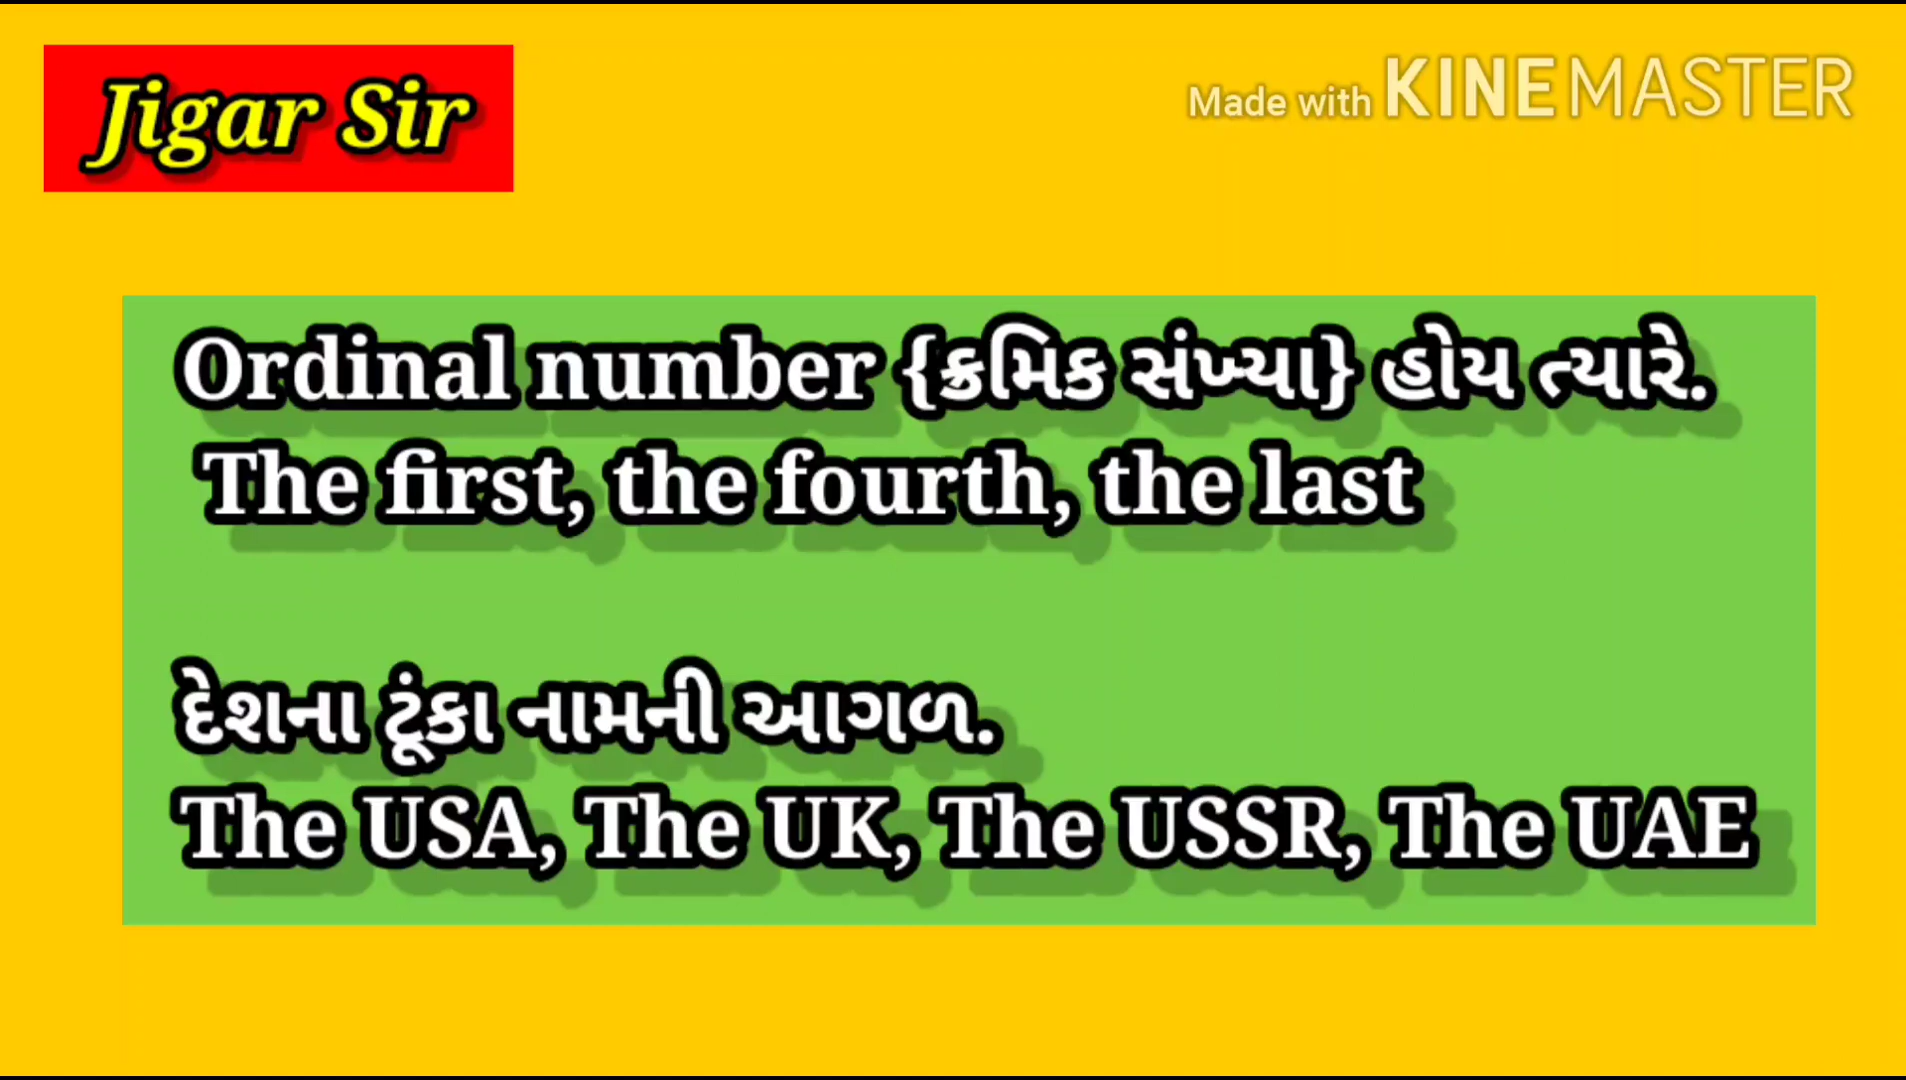 Jigar Sir
Made with KINEMASTER
Ordinal number {ક્રમિક સંખ્યા} હોય ત્યારે.
The first, the fourth, the last
દેશના ટૂંકા નામની આગળ.
The USA, The UK, The USSR, The UAE